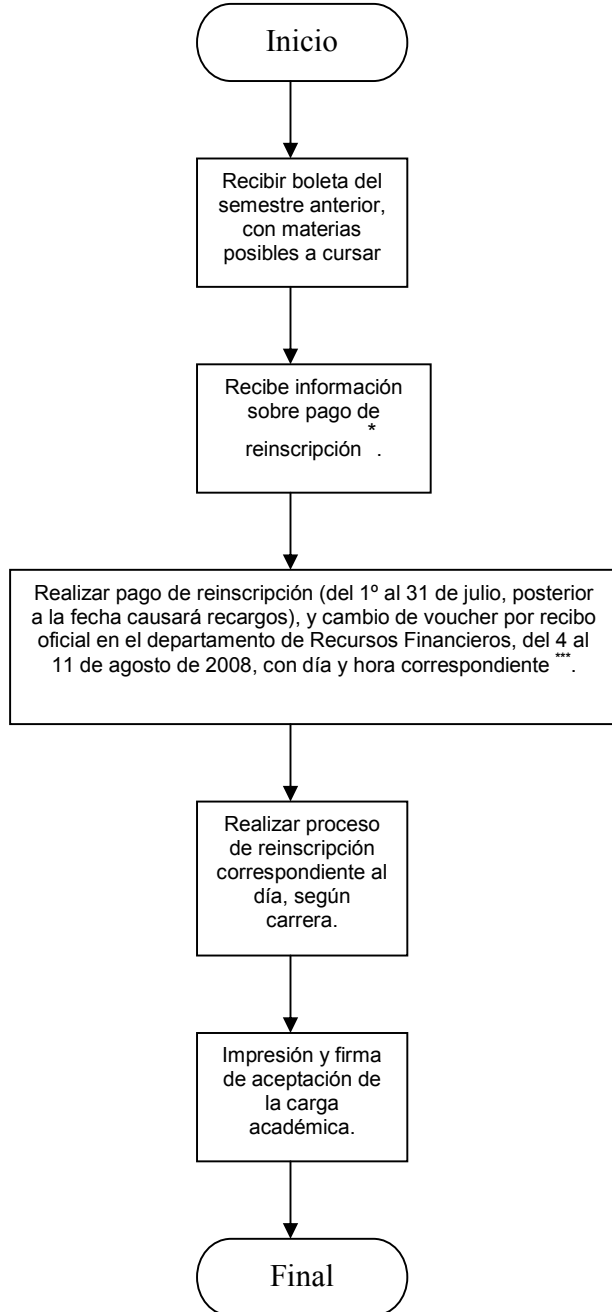 Inicio
Recibir boleta del
semestre anterior,
con materias
posibles a cursar
Recibe información
sobre pago de
reinscripción *.
Realizar pago de reinscripción (del 1º al 31 de julio, posterior
a la fecha causará recargos), y cambio de voucher por recibo
oficial en el departamento de Recursos Financieros, del 4 al
11 de agosto de 2008, con día y hora correspondiente ***.
Realizar proceso
de reinscripción
correspondiente al
día, según
carrera.
Impresión y firma
de aceptación de
la carga
académica.
Final